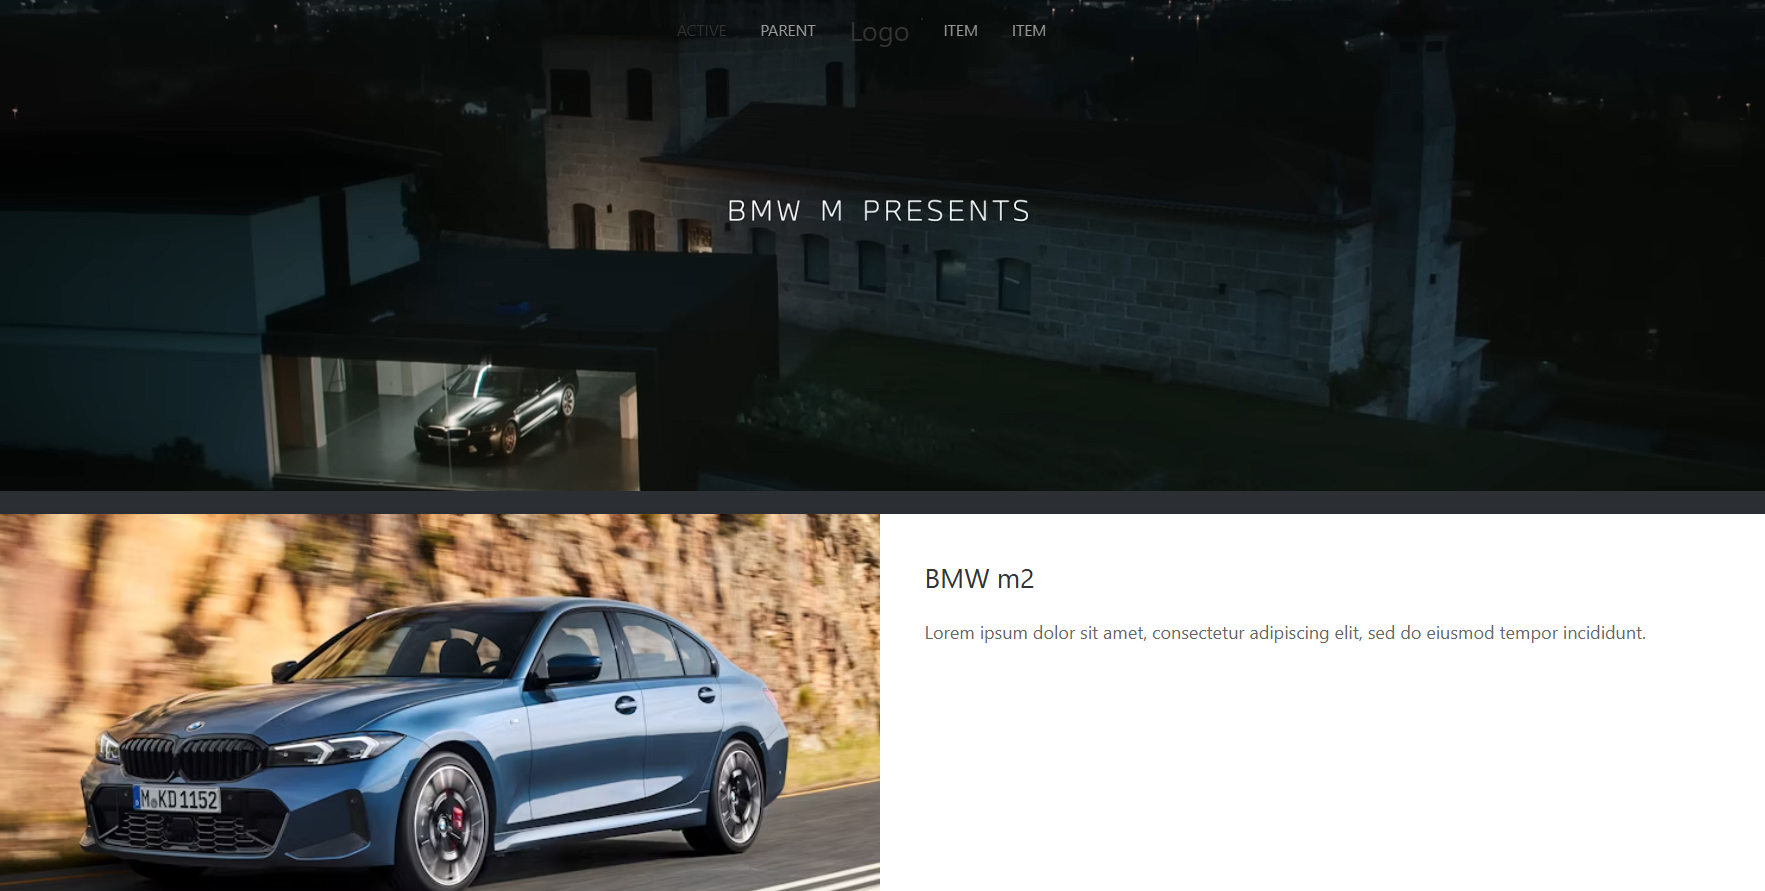 ACTIVE PARENT Logo ITEM ITEM
BMW M PRESENTS
BMW m2
Lorem ipsum dolor sit amet, consectetur adipiscing elit, sed do eiusmod tempor incididunt.
M KD 1152